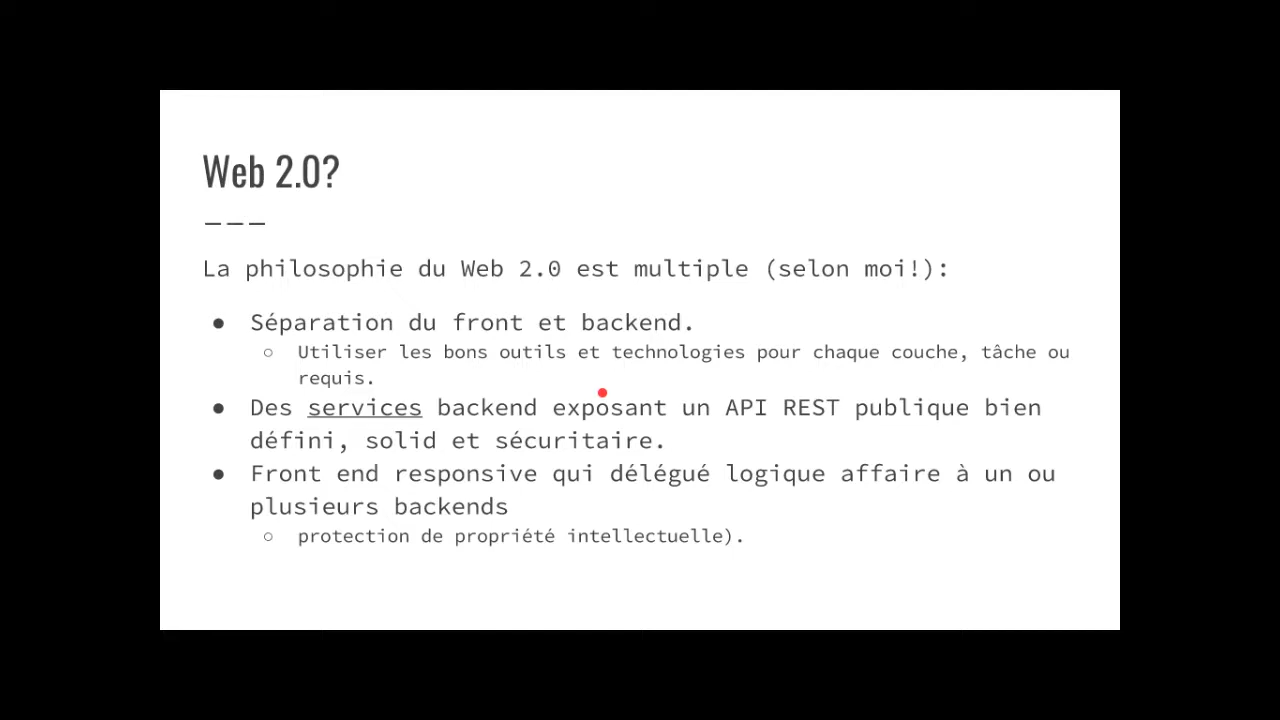 Web 2.0?
———
La philosophie du Web 2.0 est multiple (selon moi!):
● Séparation du front et backend.
○ Utiliser les bons outils et technologies pour chaque couche, tâche ou
requis.
● Des services backend exposant un API REST publique bien
défini, solid et sécuritaire.
● Front end responsive qui délégué logique affaire à un ou
plusieurs backends
○ protection de propriété intellectuelle).